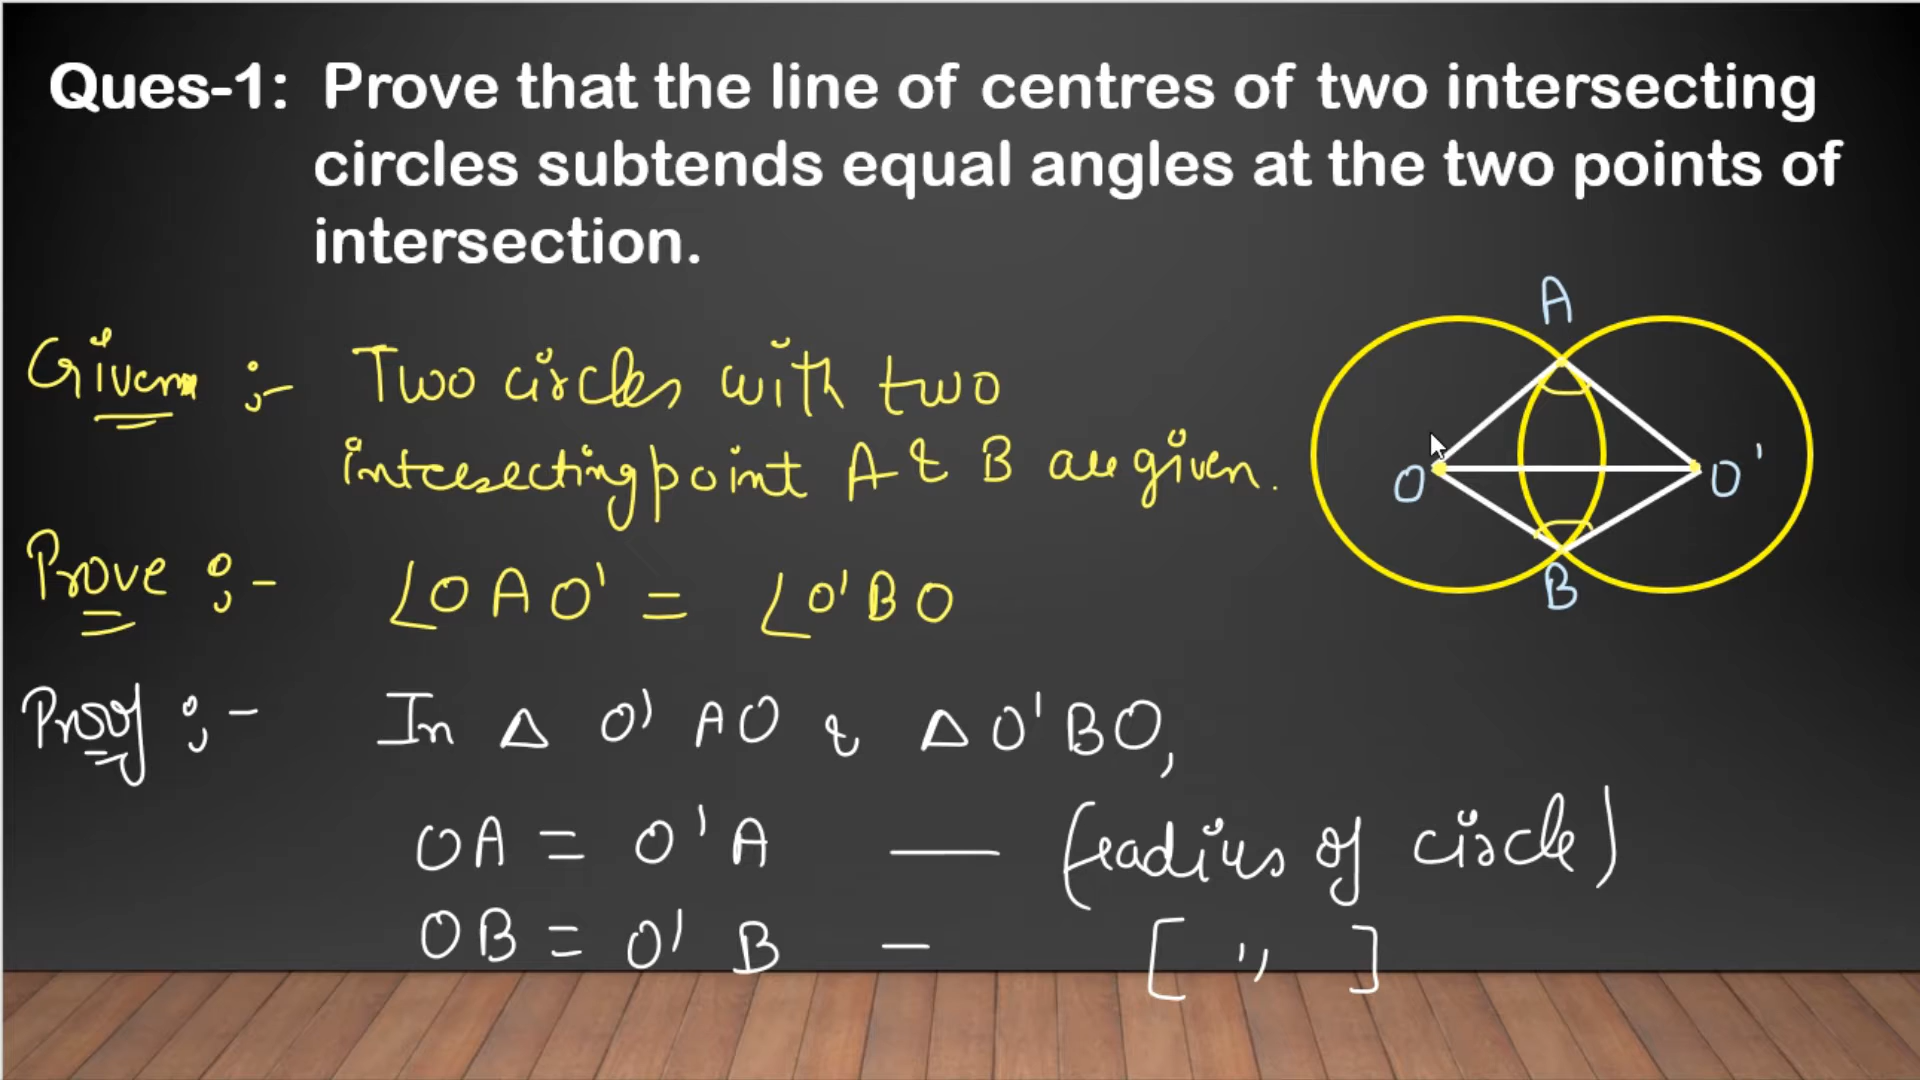 Ques-1: Prove that the line of centres of two intersecting
circles subtends equal angles at the two points of
intersection.
A
Given :- Two circles with two
intersecting point A & B are given.
O O'
B
Prove :- ∠OAO' = ∠O'BO
Proof :- In △ O'AO & △O'BO,
OA = O'A — (radius of circle)
OB = O'B – [ " ]